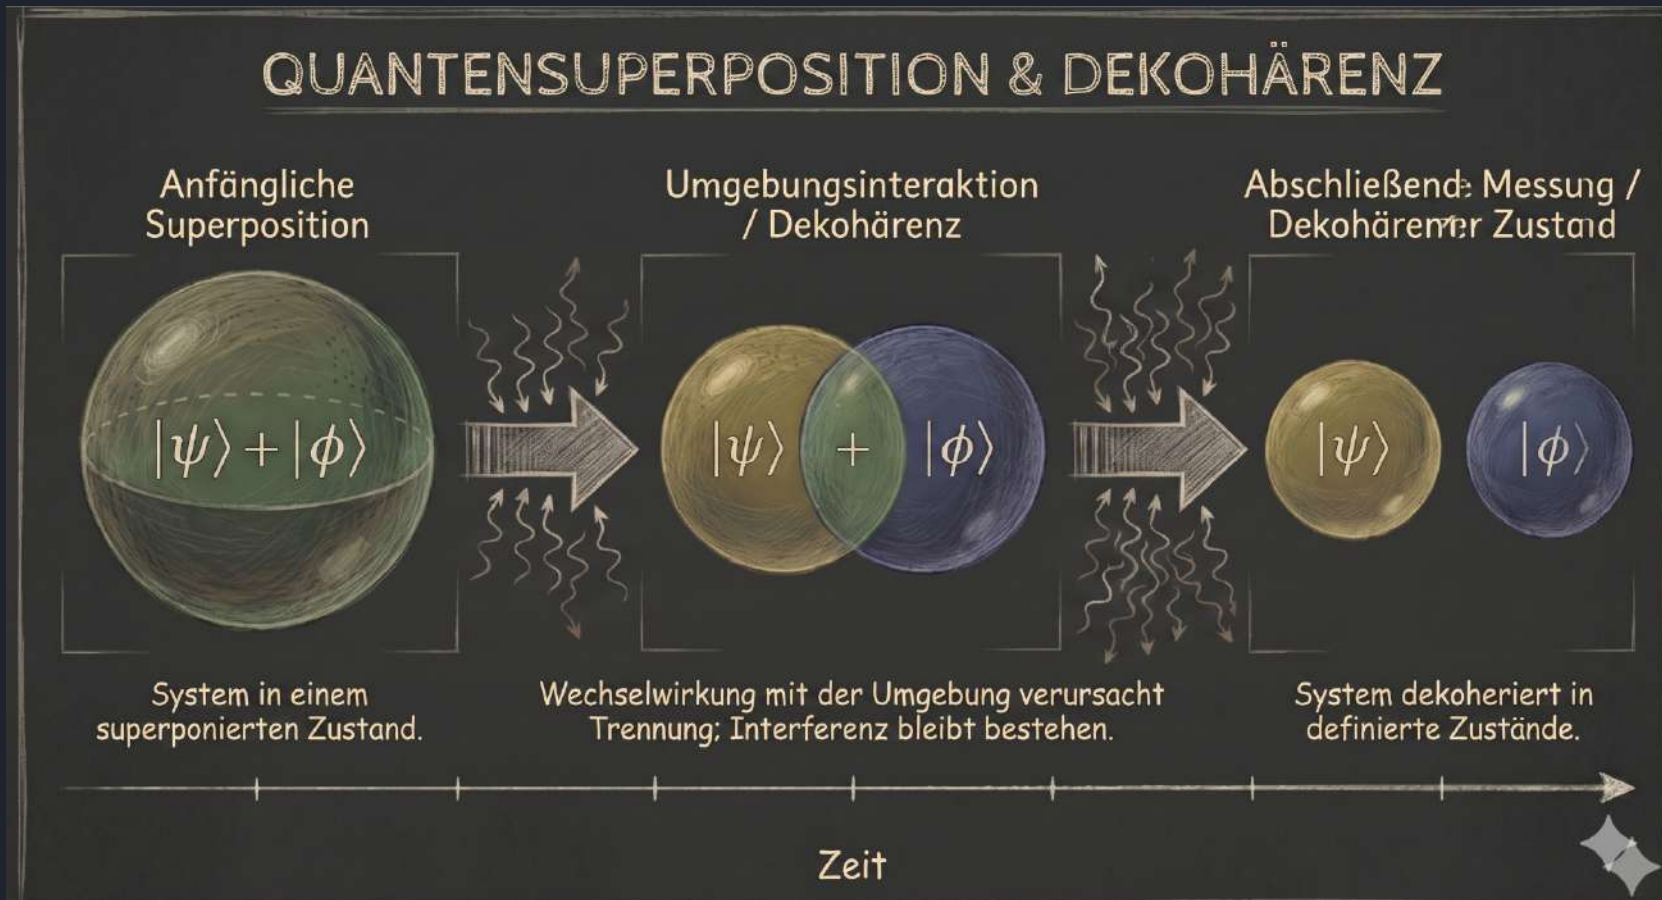 QUANTENSUPERPOSITION & DEKOHÄRENZ
Anfängliche
Superposition
Umgebungsinteraktion
/ Dekohärenz
Abschließende Messung /
Zustand
|ψ⟩ + |ϕ⟩
|ψ⟩ + |ϕ⟩
|ψ⟩ |ϕ⟩
System in einem
superponierten Zustand.
Wechselwirkung mit der Umgebung verursacht
Trennung; Interferenz bleibt bestehen.
System dekoheriert in
definierte Zustände.
Zeit